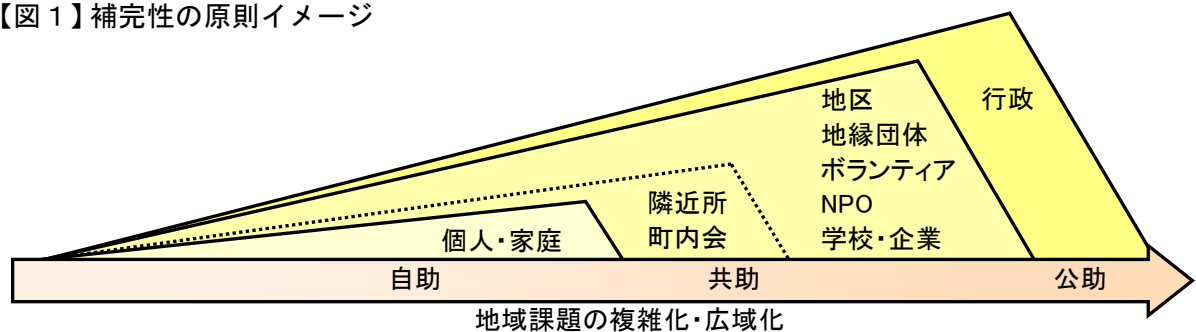 【図１】補完性の原則イメージ
地区
地縁団体
ボランティア
NPO
学校・企業
行政
隣近所
町内会
個人・家庭
自助
共助
公助
地域課題の複雑化・広域化